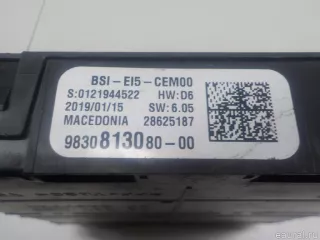 BSI-EI5-CEM00
S:0121944522 HW:D6
2019/01/15 SW:6.05
MACEDONIA 28625187
9830813080-00